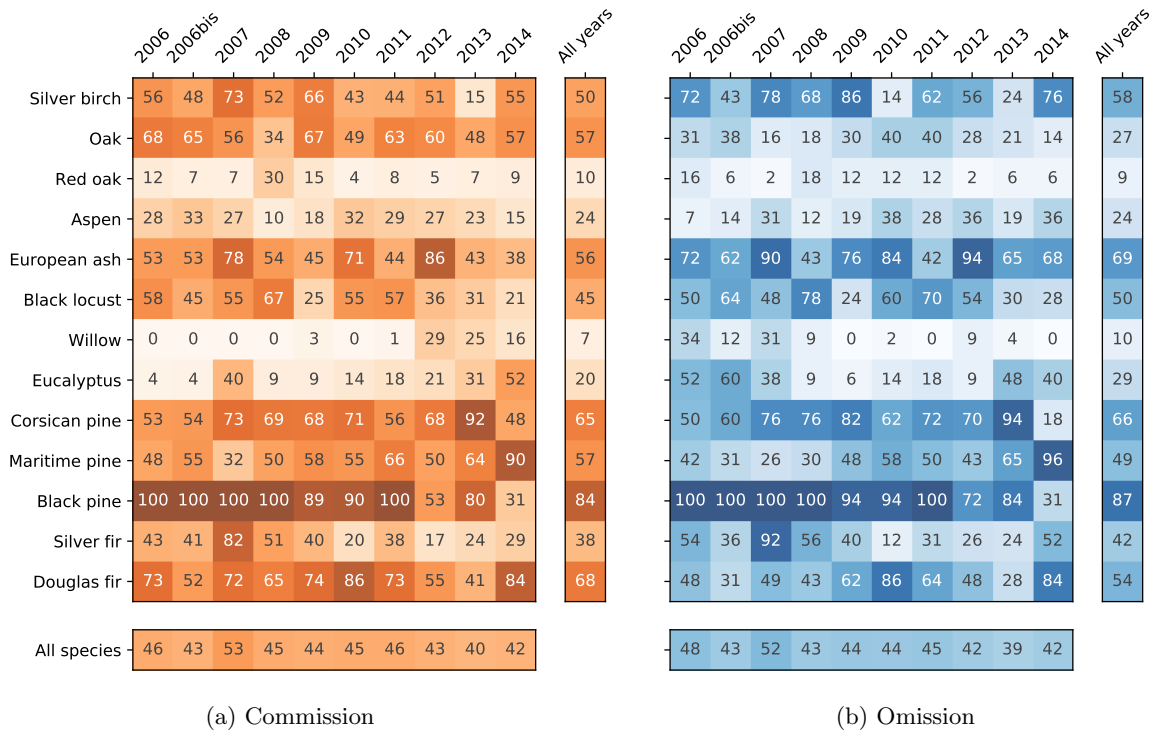 2006 2006bis 2007 2008 2009 2010 2011 2012 2013 2014 All years 2006 2006bis 2007 2008 2009 2010 2011 2012 2013 2014 All years
Silver birch 56 48 73 52 66 43 44 51 15 55 50 72 43 78 68 86 14 62 56 24 76 58
Oak 68 65 56 34 67 49 63 60 48 57 57 31 38 16 18 30 40 40 28 21 14 27
Red oak 12 7 7 30 15 4 8 5 7 9 10 16 6 2 18 12 12 12 2 6 6 9
Aspen 28 33 27 10 18 32 29 27 23 15 24 7 14 31 12 19 38 28 36 19 36 24
European ash 53 53 78 54 45 71 44 86 43 38 56 72 62 90 43 76 84 42 94 65 68 69
Black locust 58 45 55 67 25 55 57 36 31 21 45 50 64 48 78 24 60 70 54 30 28 50
Willow 0 0 0 0 3 0 1 29 25 16 7 34 12 31 9 0 2 0 9 4 0 10
Eucalyptus 4 4 40 9 9 14 18 21 31 52 20 52 60 38 9 6 14 18 9 48 40 29
Corsican pine 53 54 73 69 68 71 56 68 92 48 65 50 60 76 76 82 62 72 70 94 18 66
Maritime pine 48 55 32 50 58 55 66 50 64 90 57 42 31 26 30 48 58 50 43 65 96 49
Black pine 100 100 100 100 89 90 100 53 80 31 84 100 100 100 100 94 94 100 72 84 31 87
Silver fir 43 41 82 51 40 20 38 17 24 29 38 54 36 92 56 40 12 31 26 24 52 42
Douglas fir 73 52 72 65 74 86 73 55 41 84 68 48 31 49 43 62 86 64 48 28 84 54
All species 46 43 53 45 44 45 46 43 40 42 48 43 52 43 44 44 45 42 39 42
(a) Commission (b) Omission